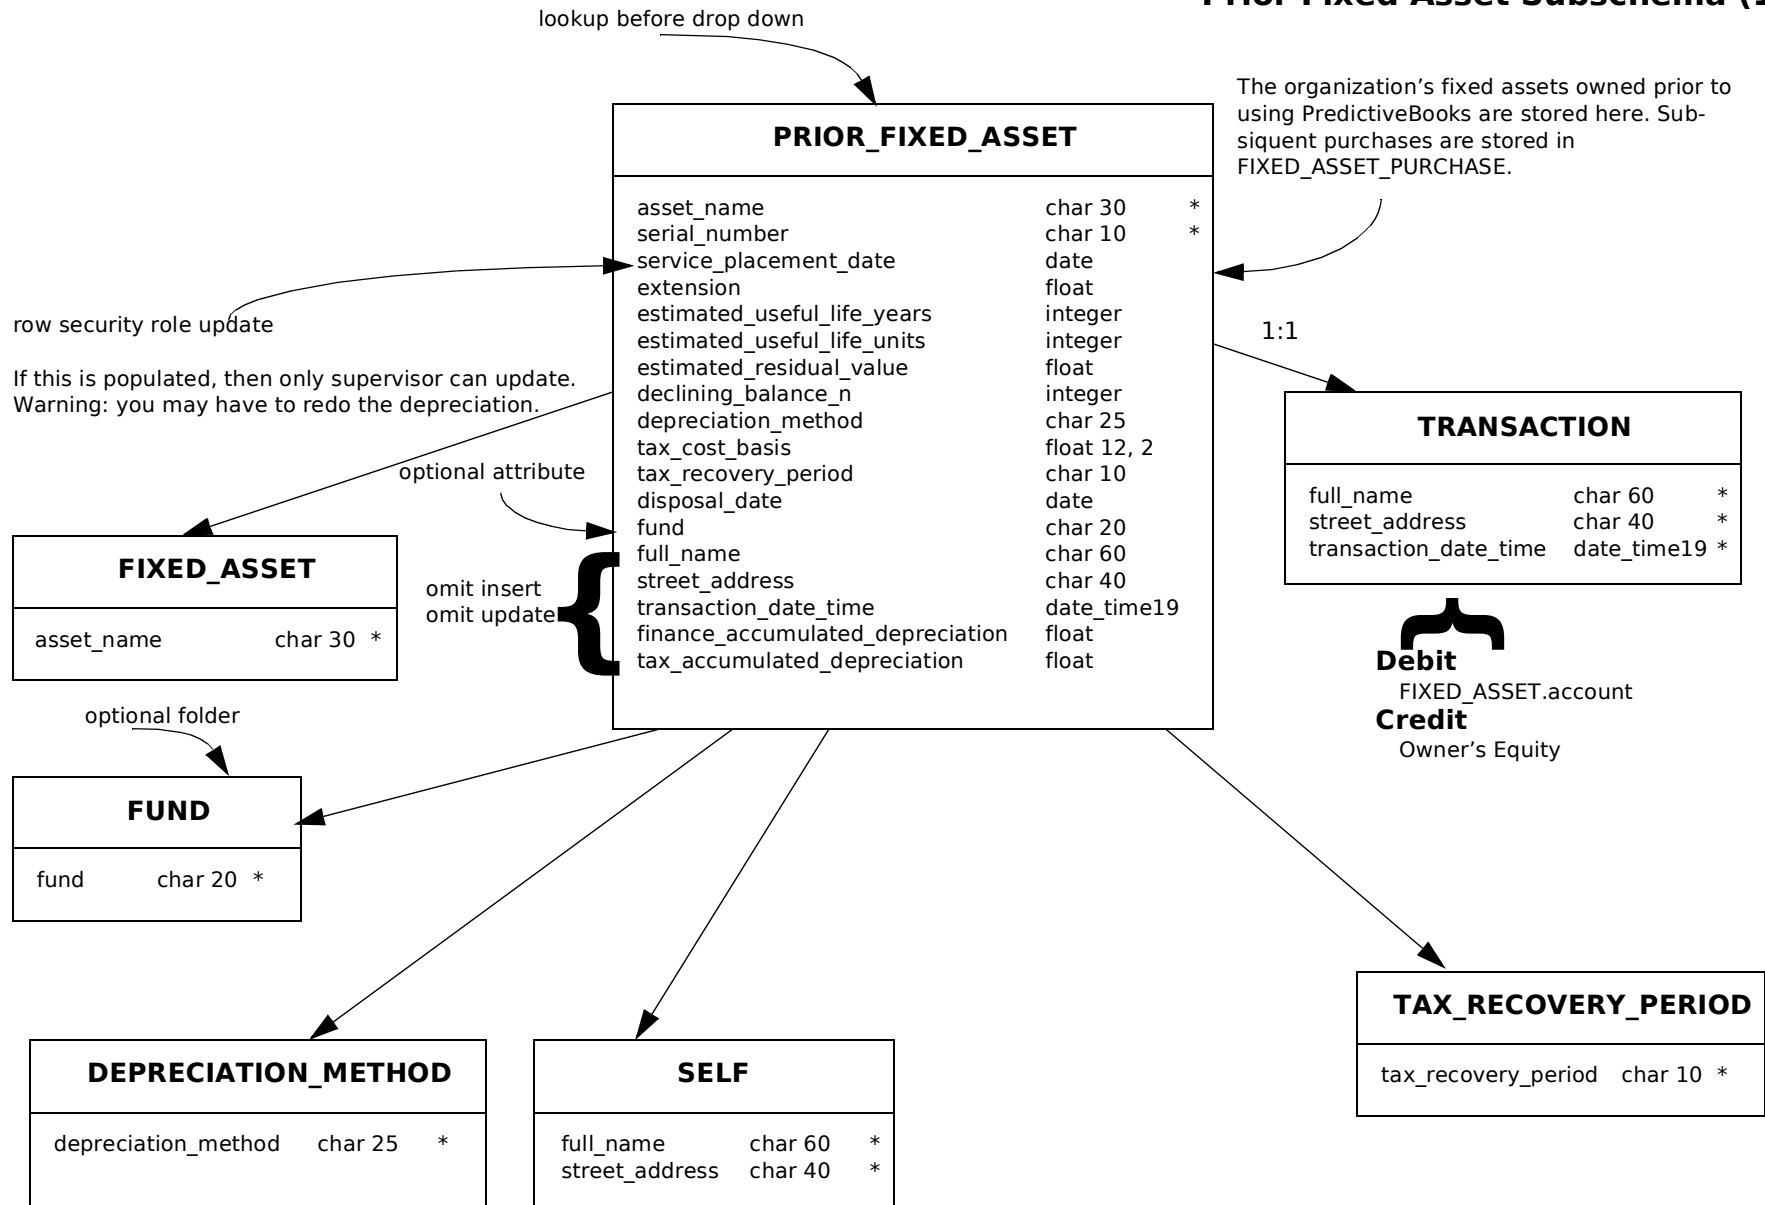 lookup before drop down
Prior Fixed Asset Subschema (1
The organization’s fixed assets owned prior to
using PredictiveBooks are stored here. Sub-
siquent purchases are stored in
FIXED_ASSET_PURCHASE.
PRIOR_FIXED_ASSET
asset_name char 30 *
serial_number char 10 *
service_placement_date date
extension float
estimated_useful_life_years integer
estimated_useful_life_units integer
estimated_residual_value float
declining_balance_n integer
depreciation_method char 25
tax_cost_basis float 12, 2
tax_recovery_period char 10
disposal_date date
fund char 20
full_name char 60
street_address char 40
transaction_date_time date_time19
finance_accumulated_depreciation float
tax_accumulated_depreciation float
row security role update
If this is populated, then only supervisor can update.
Warning: you may have to redo the depreciation.
optional attribute
omit insert
omit update
{
1:1
TRANSACTION
full_name char 60 *
street_address char 40 *
transaction_date_time date_time19 *
{
Debit
FIXED_ASSET.account
Credit
Owner’s Equity
FIXED_ASSET
asset_name char 30 *
optional folder
FUND
fund char 20 *
DEPRECIATION_METHOD
depreciation_method char 25 *
SELF
full_name char 60 *
street_address char 40 *
TAX_RECOVERY_PERIOD
tax_recovery_period char 10 *